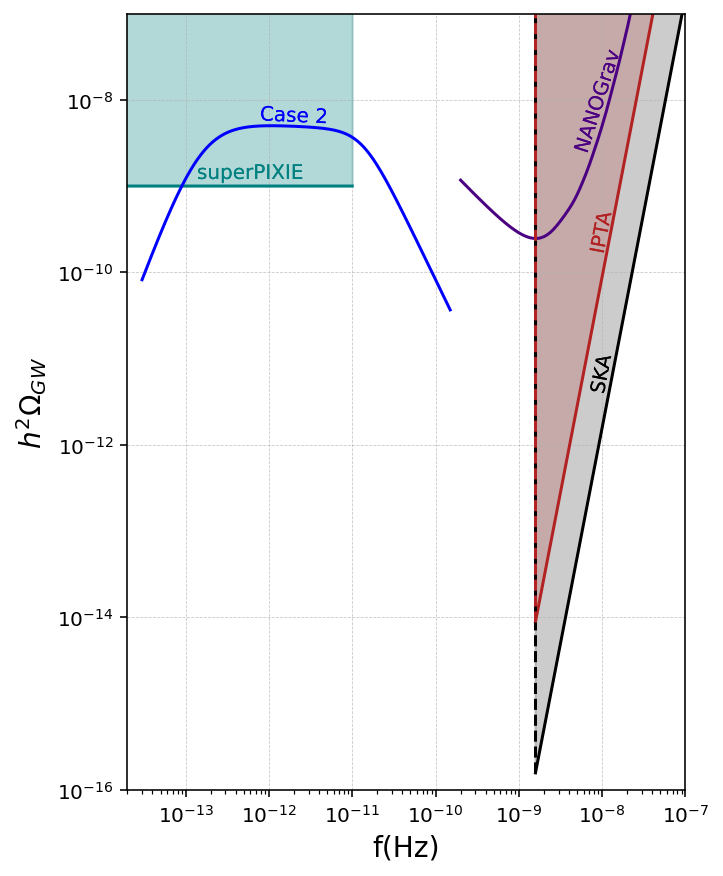 10⁻⁸
10⁻¹⁰
10⁻¹²
10⁻¹⁴
10⁻¹⁶
h²Ω_GW
Case 2
superPIXIE
NANOGrav
IPTA
SKA
10⁻¹³ 10⁻¹² 10⁻¹¹ 10⁻¹⁰ 10⁻⁹ 10⁻⁸ 10⁻⁷
f(Hz)